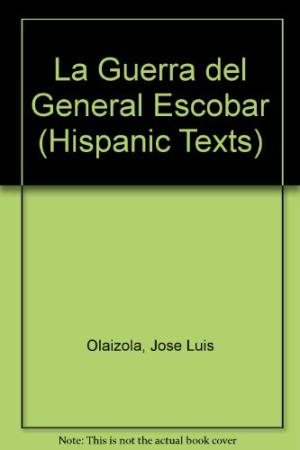 La Guerra del
General Escobar
(Hispanic Texts)
Olaizola, Jose Luis
Note: This is not the actual book cover